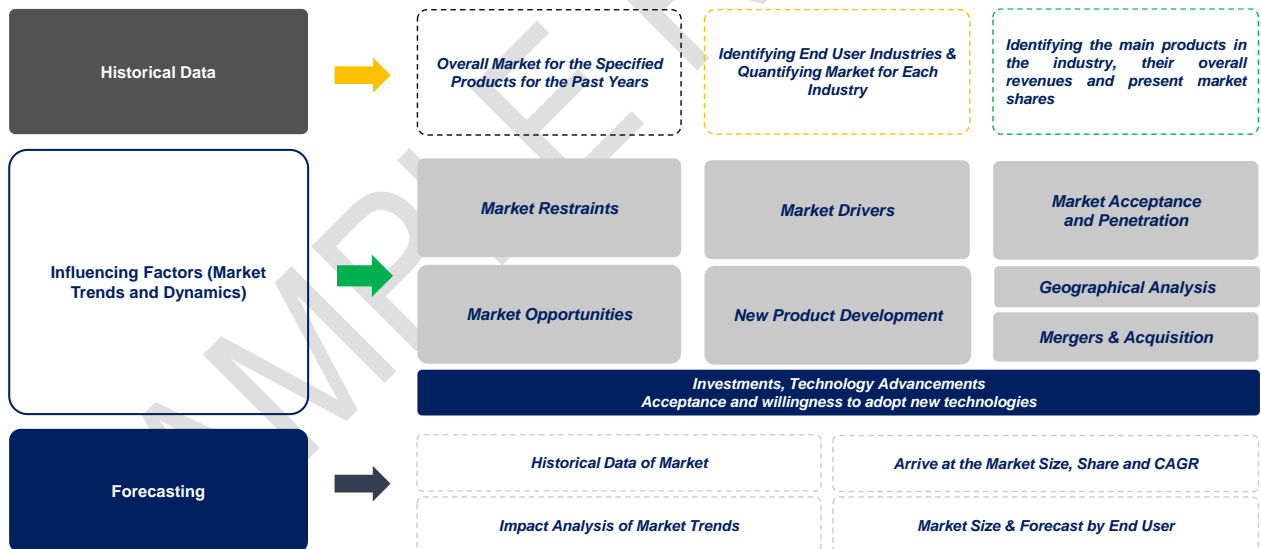 Historical Data
Overall Market for the Specified
Products for the Past Years
Identifying End User Industries &
Quantifying Market for Each
Industry
Identifying the main products in
the industry, their overall
revenues and present market
shares
Influencing Factors (Market
Trends and Dynamics)
Market Restraints
Market Drivers
Market Acceptance
and Penetration
Market Opportunities
New Product Development
Geographical Analysis
Mergers & Acquisition
Investments, Technology Advancements
Acceptance and willingness to adopt new technologies
Forecasting
Historical Data of Market
Arrive at the Market Size, Share and CAGR
Impact Analysis of Market Trends
Market Size & Forecast by End User